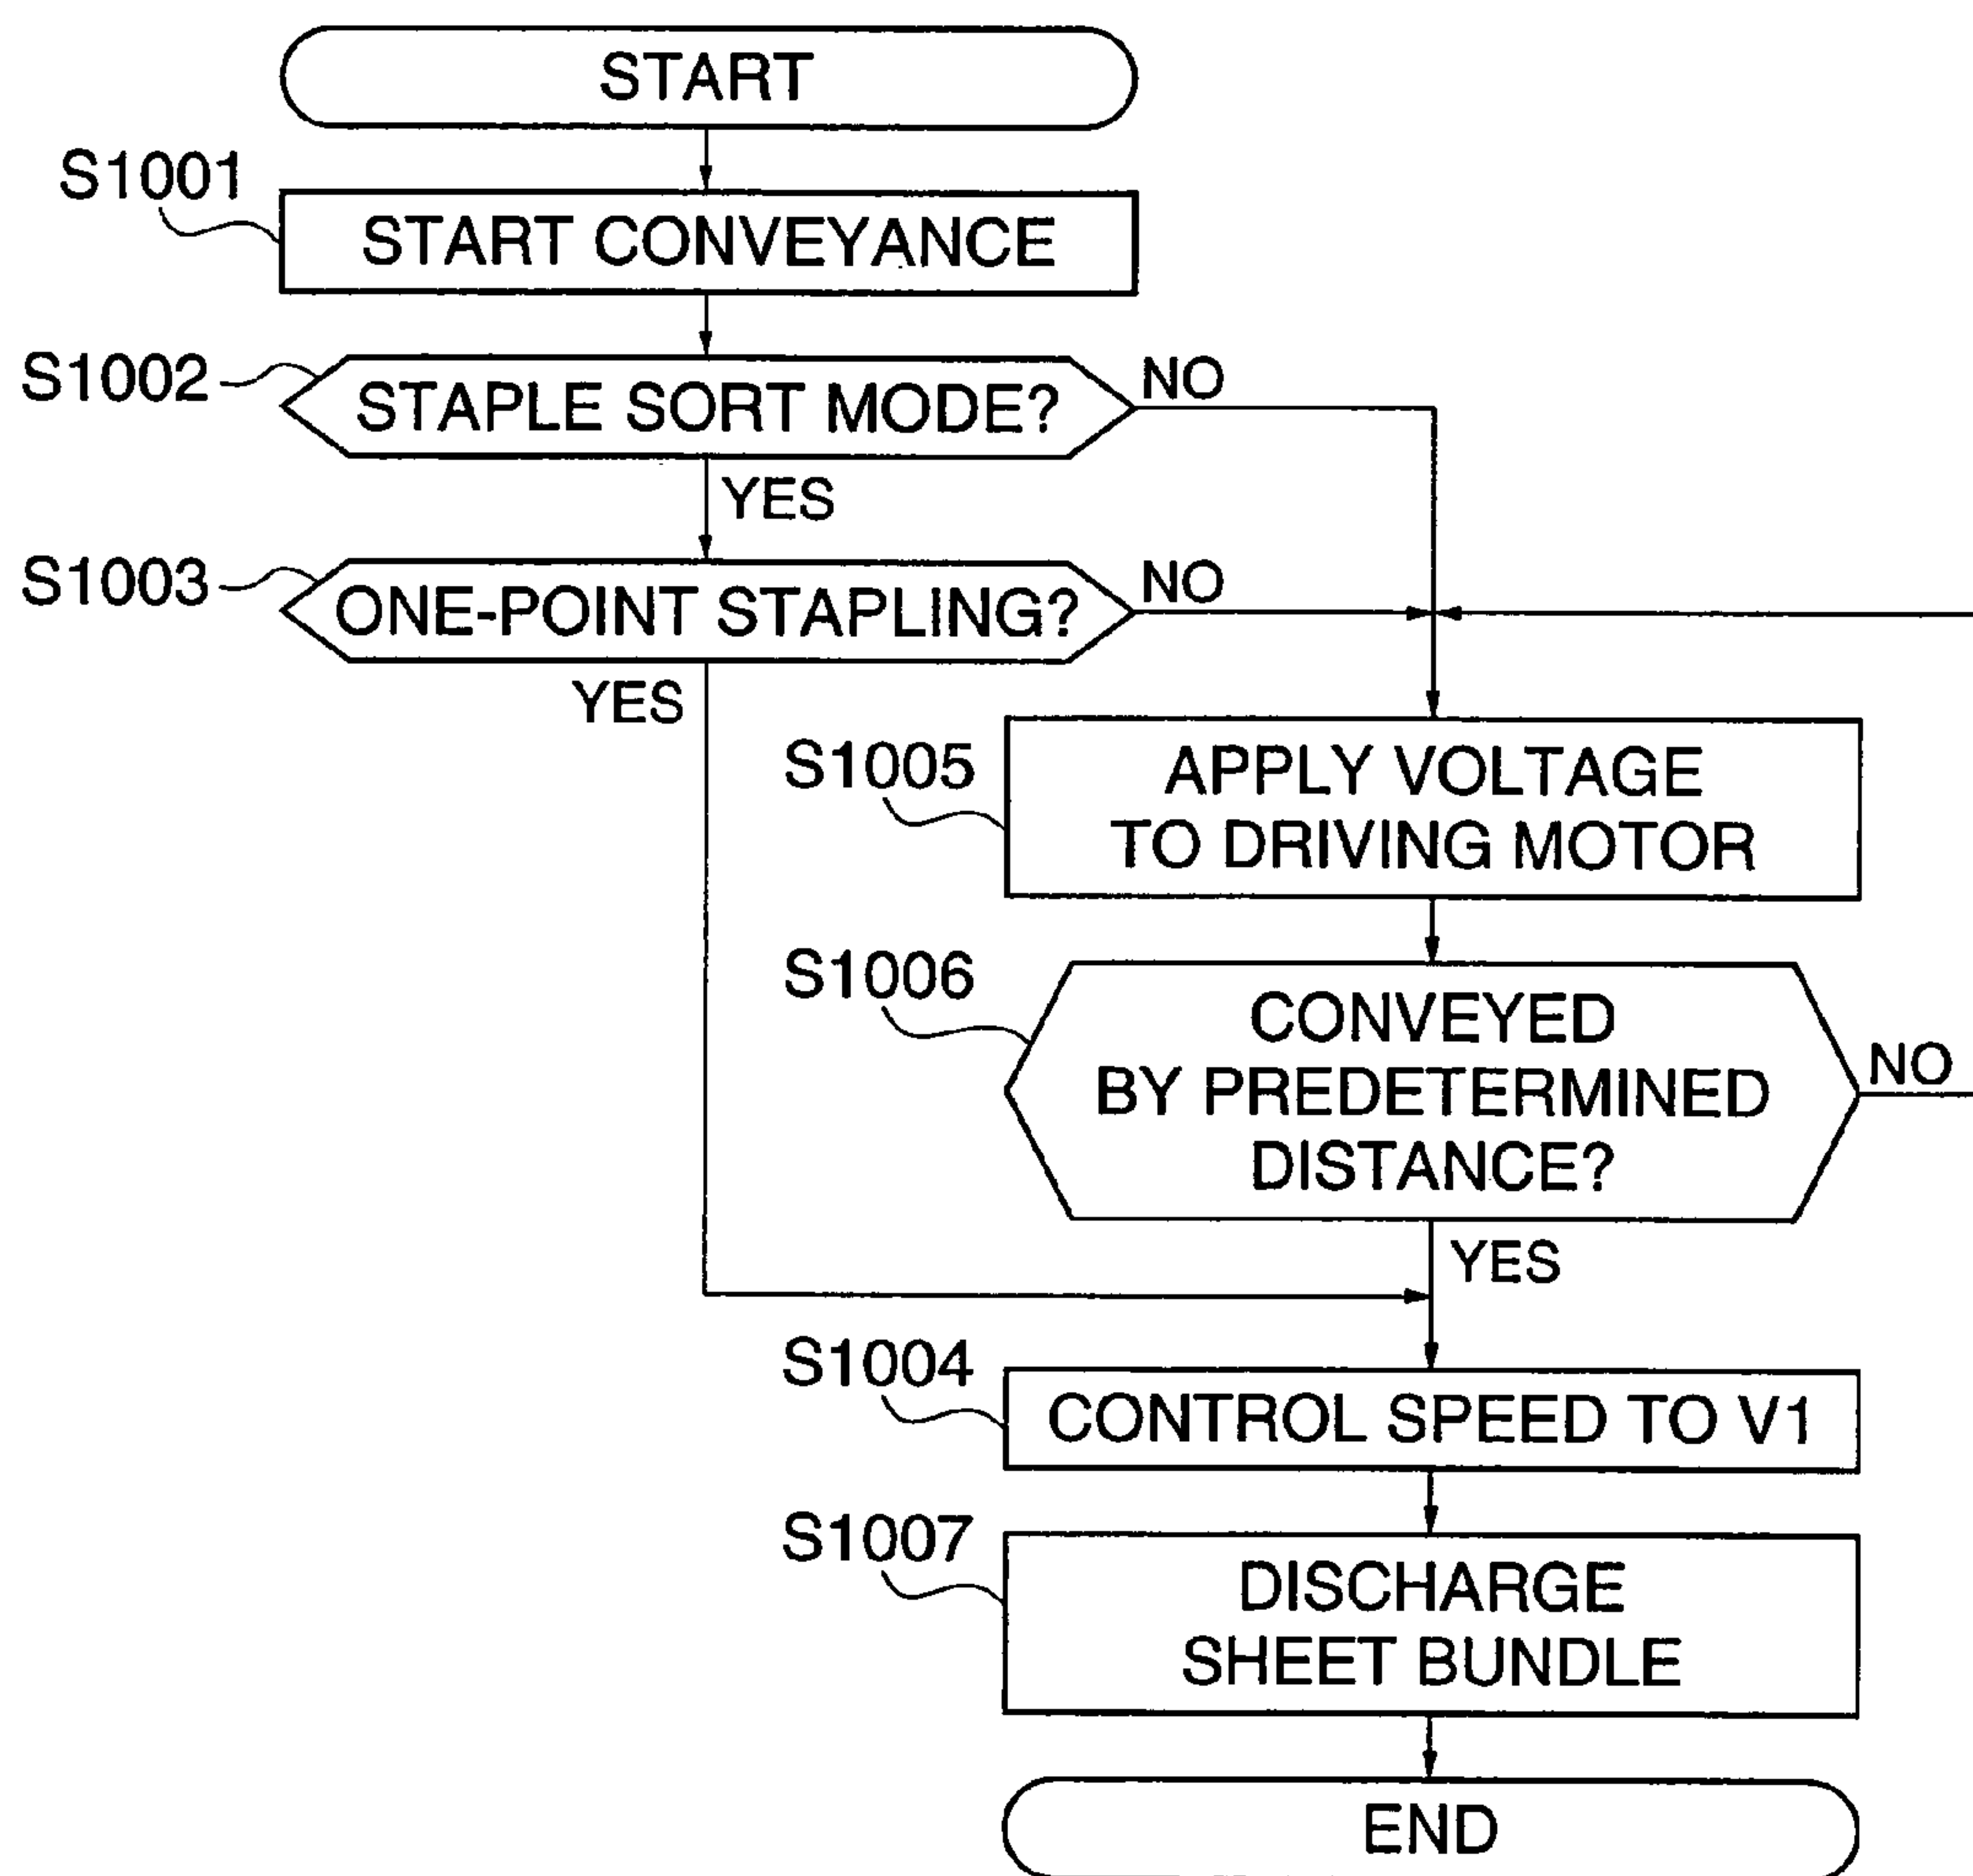 START
S1001
START CONVEYANCE
S1002
STAPLE SORT MODE?
NO
YES
S1003
ONE-POINT STAPLING?
NO
YES
S1005
APPLY VOLTAGE
TO DRIVING MOTOR
S1006
CONVEYED
BY PREDETERMINED
DISTANCE?
NO
YES
S1004
CONTROL SPEED TO V1
S1007
DISCHARGE
SHEET BUNDLE
END